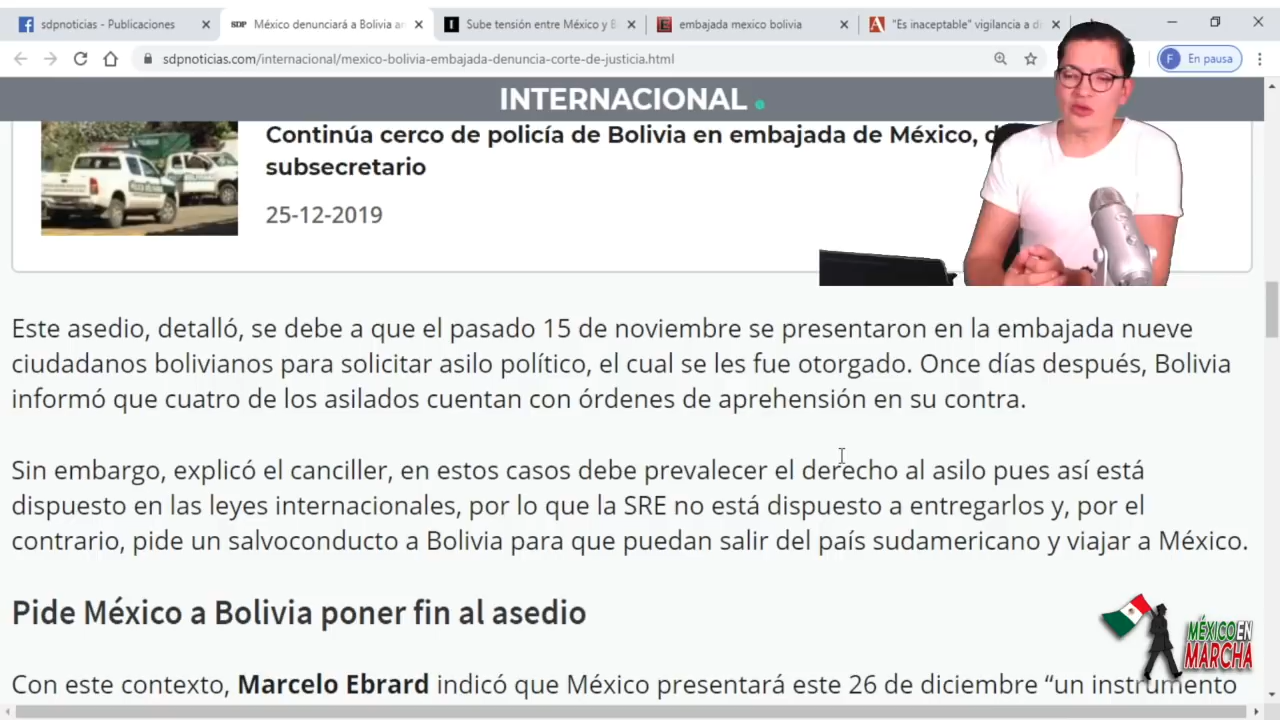 sdpnoticias - Publicaciones
SDP México denunciará a Bolivia an
Sube tensión entre México y B
embajada mexico bolivia
"Es inaceptable" vigilancia a di
sdpnoticias.com/internacional/mexico-bolivia-embajada-denuncia-corte-de-justicia.html
F En pausa
INTERNACIONAL
Continúa cerco de policía de Bolivia en embajada de México, d
subsecretario
25-12-2019
Este asedio, detalló, se debe a que el pasado 15 de noviembre se presentaron en la embajada nueve
ciudadanos bolivianos para solicitar asilo político, el cual se les fue otorgado. Once días después, Bolivia
informó que cuatro de los asilados cuentan con órdenes de aprehensión en su contra.
Sin embargo, explicó el canciller, en estos casos debe prevalecer el derecho al asilo pues así está
dispuesto en las leyes internacionales, por lo que la SRE no está dispuesto a entregarlos y, por el
contrario, pide un salvoconducto a Bolivia para que puedan salir del país sudamericano y viajar a México.
Pide México a Bolivia poner fin al asedio
Con este contexto, Marcelo Ebrard indicó que México presentará este 26 de diciembre “un instrumento
MÉXICO EN
MARCHA